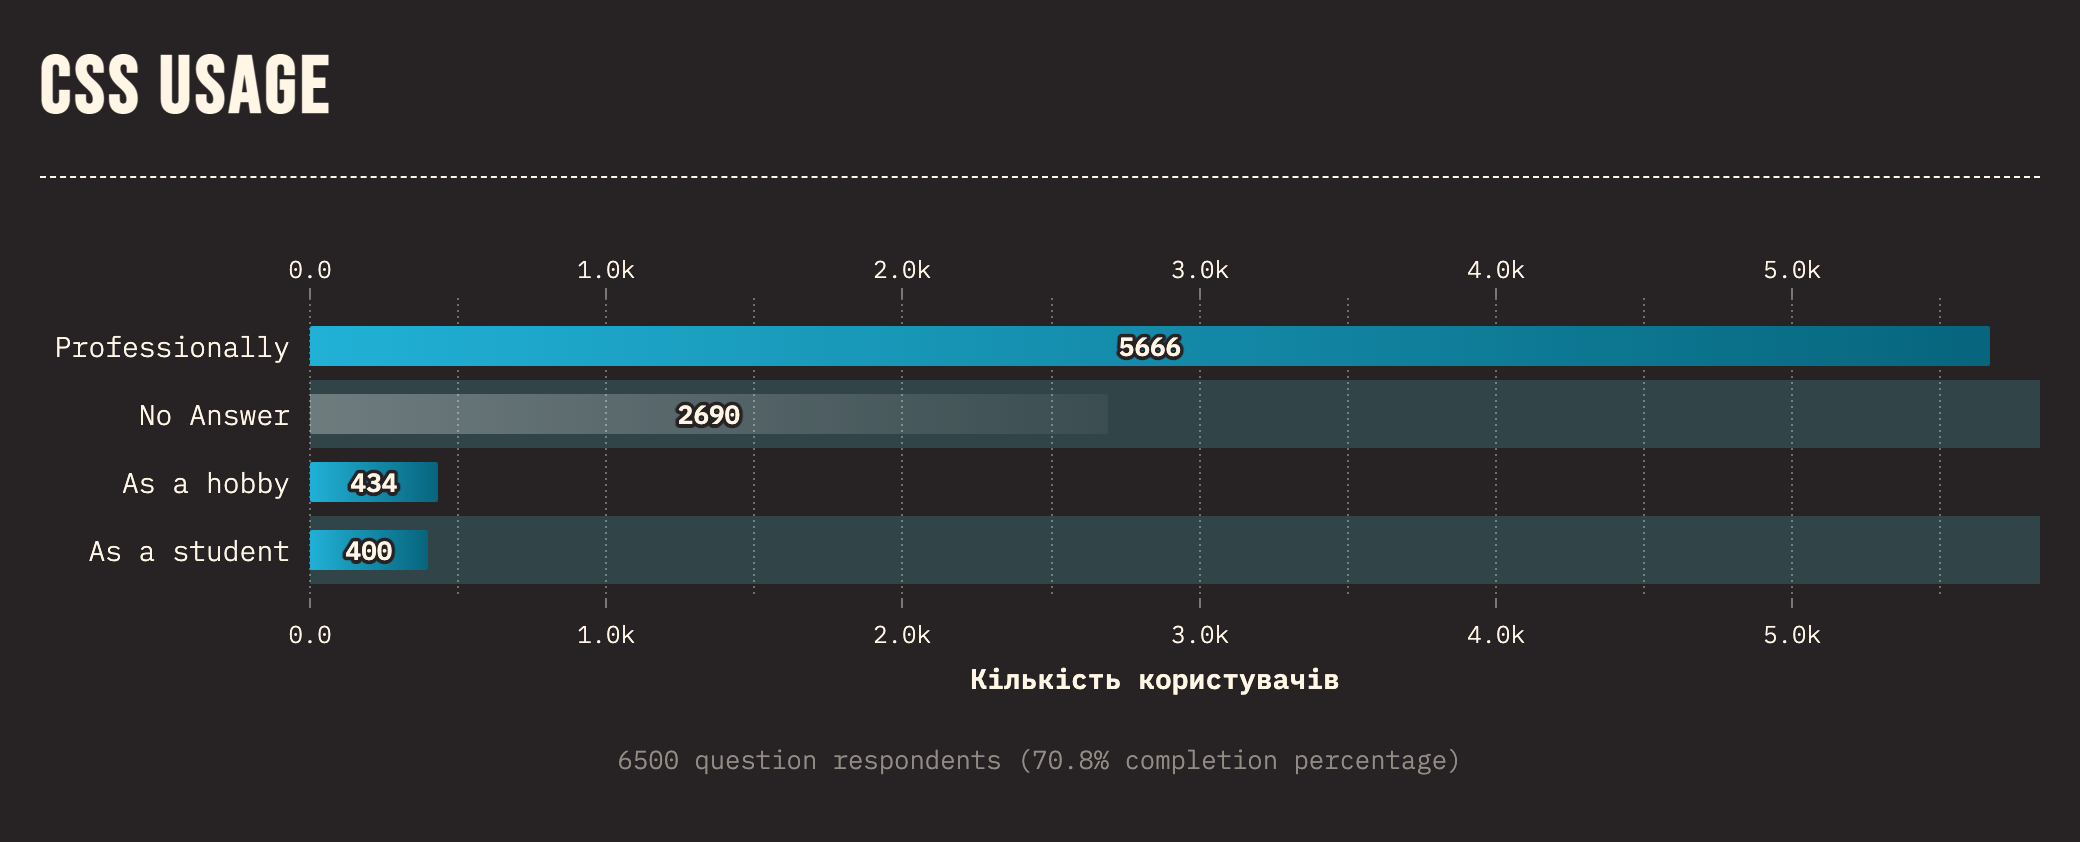 CSS USAGE
0.0 1.0k 2.0k 3.0k 4.0k 5.0k
Professionally 5666
No Answer 2690
As a hobby 434
As a student 400
0.0 1.0k 2.0k 3.0k 4.0k 5.0k
Кількість користувачів
6500 question respondents (70.8% completion percentage)